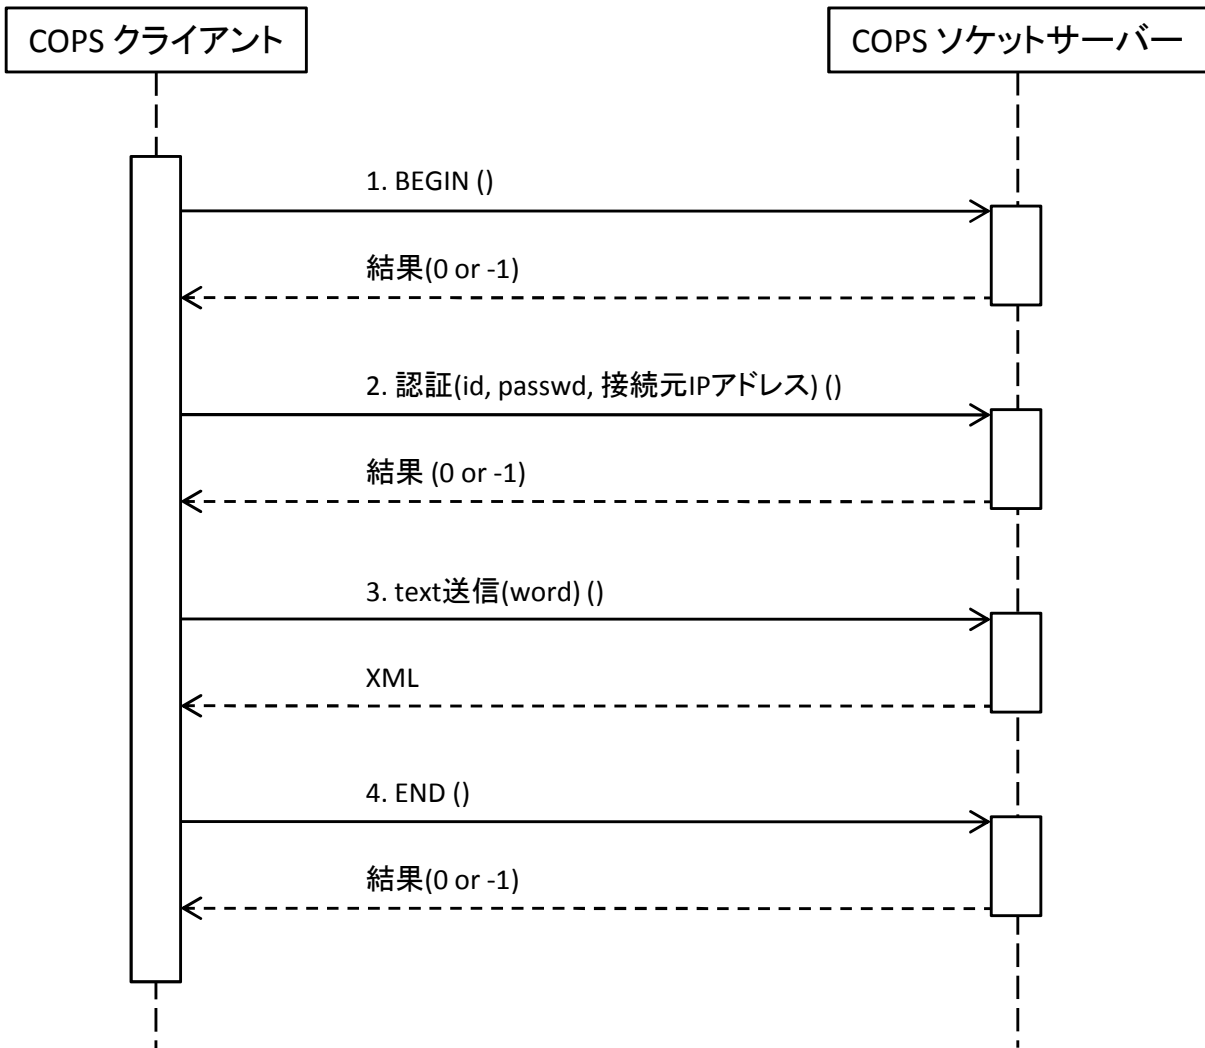 COPS クライアント
COPS ソケットサーバー
1. BEGIN ()
結果(0 or -1)
2. 認証(id, passwd, 接続元IPアドレス) ()
結果 (0 or -1)
3. text送信(word) ()
XML
4. END ()
結果(0 or -1)